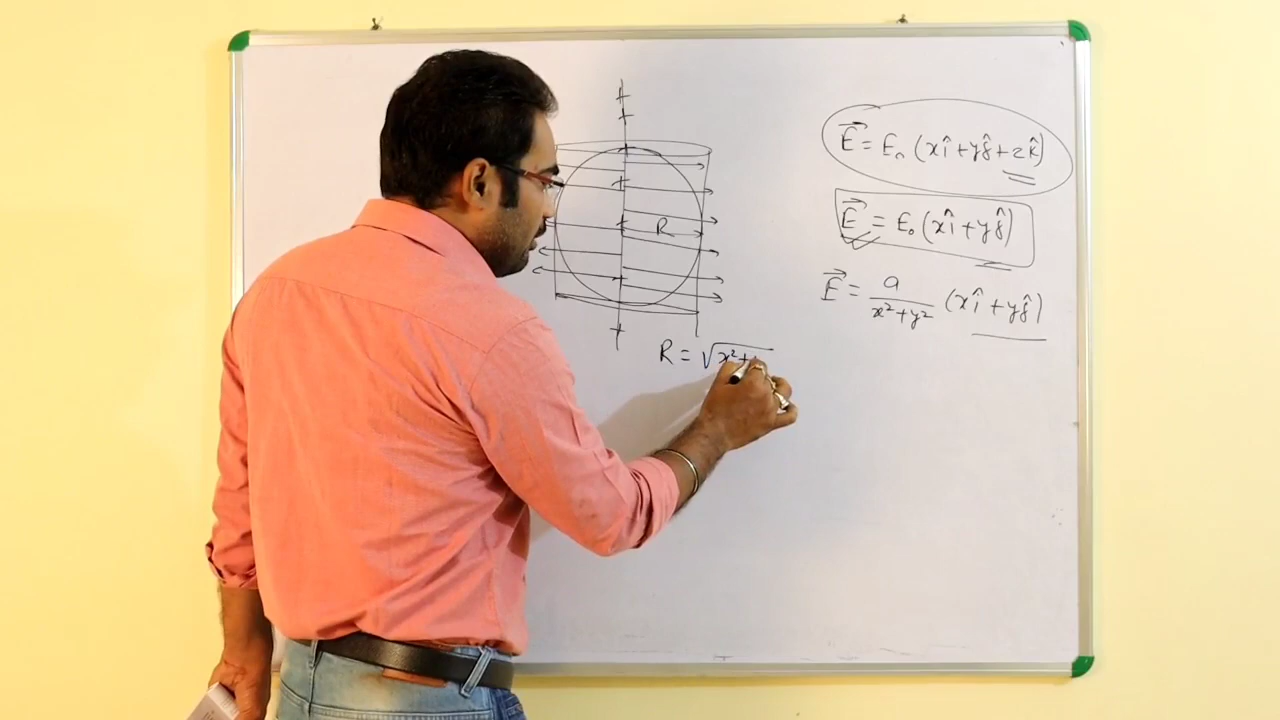 E⃗ = E₀ (xî+yĵ+zk̂)
E⃗ = E₀ (xî+yĵ)
E⃗ = a/(x²+y²) (xî+yĵ)
R
R = √x²+